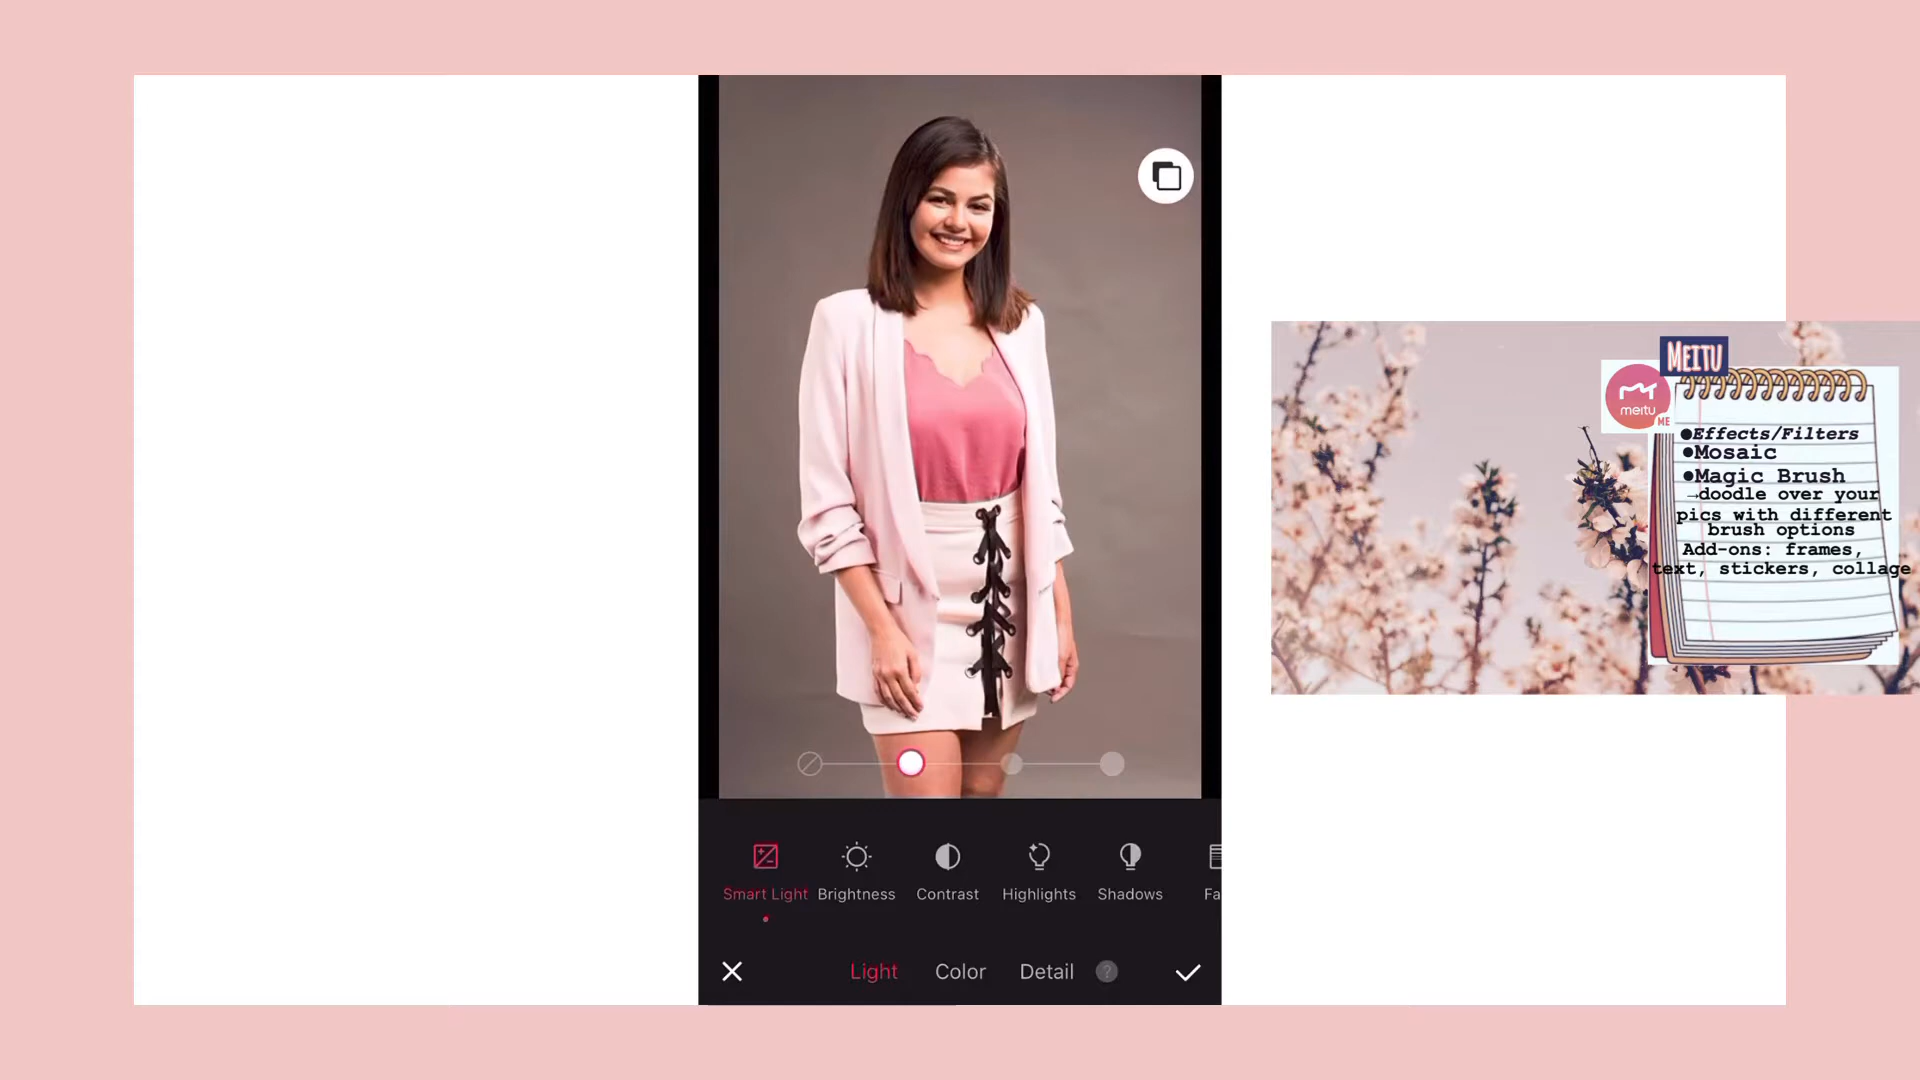 MEITU
meitu
ME
●Effects/Filters
●Mosaic
●Magic Brush
→doodle over your
pics with different
brush options
Add-ons: frames,
text, stickers, collage
Smart Light
Brightness
Contrast
Highlights
Shadows
Fa
Light
Color
Detail
?